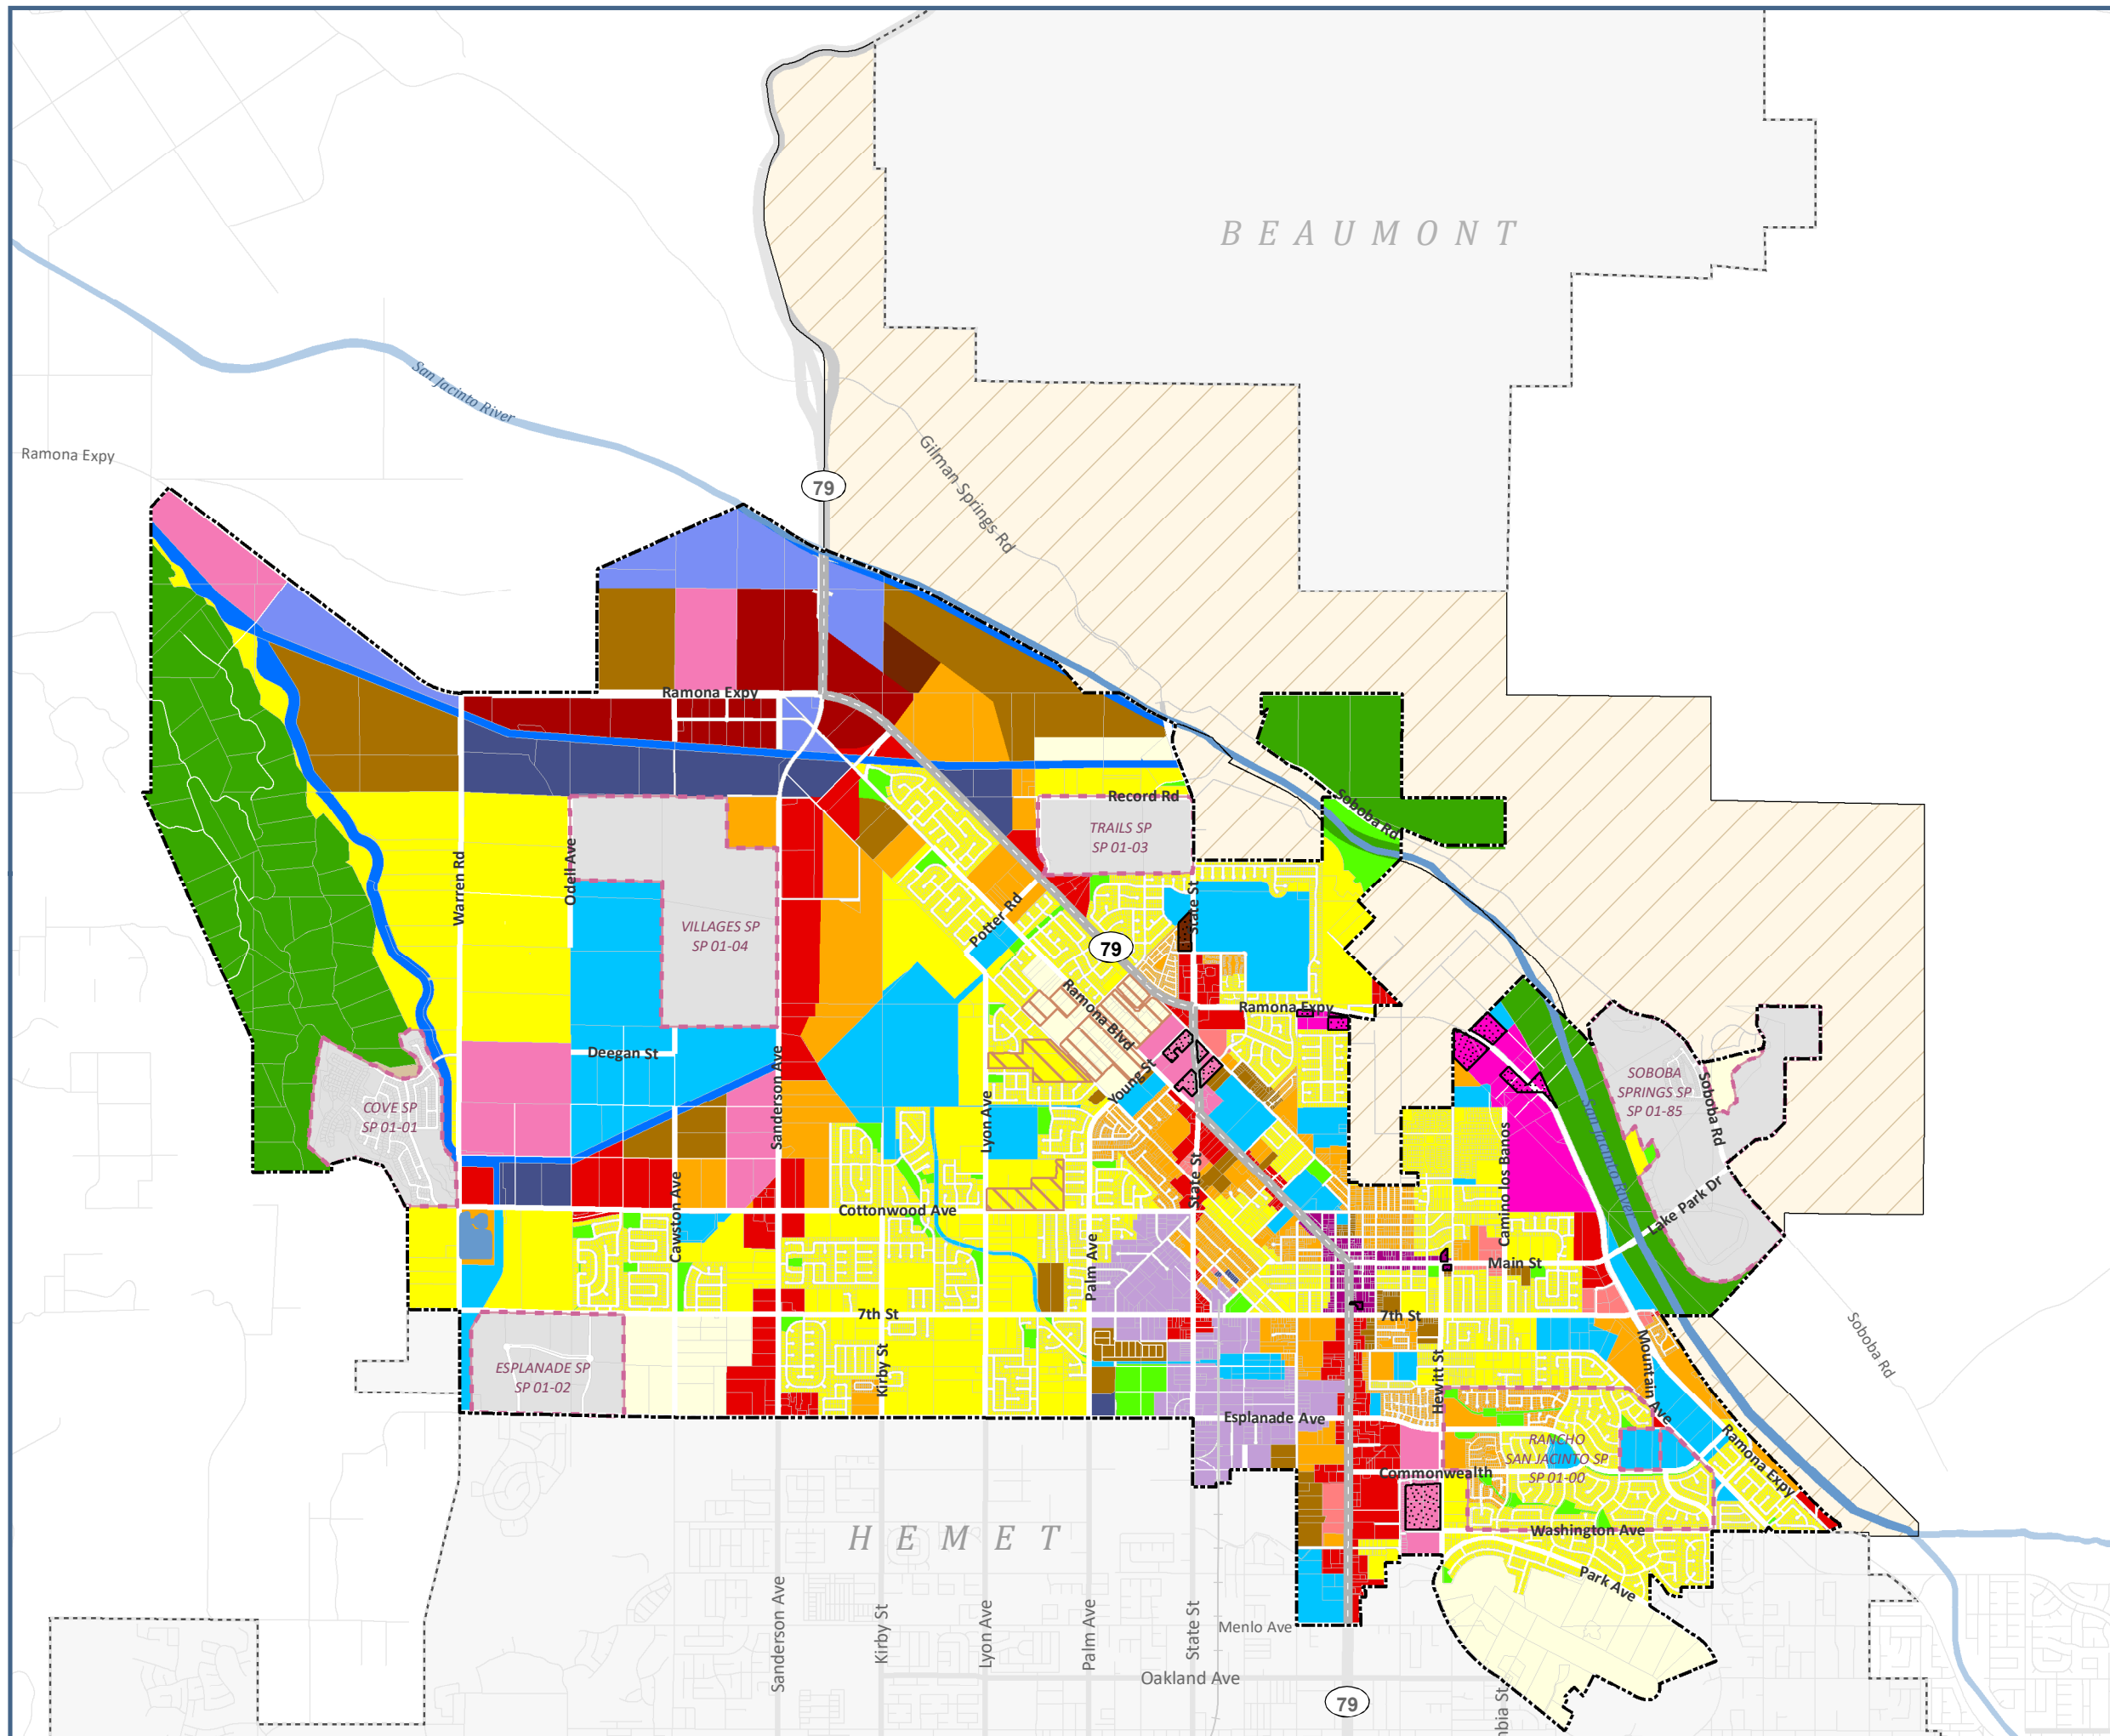 BEAUMONT
San Jacinto River
Ramona Expy
79
Gilman Springs Rd
Ramona Expy
Record Rd
Soboba Rd
TRAILS SP
SP 01-03
Warren Rd
Odell Ave
State St
Potter Rd
VILLAGES SP
SP 01-04
79
Ramona Blvd
Ramona Expy
Deegan St
Sanderson Ave
Young St
SOBOBA
SPRINGS SP
SP 01-85
Soboba Rd
COVE SP
SP 01-01
Lyon Ave
San Jacinto River
Camino los Banos
Cawston Ave
State St
Cottonwood Ave
Lake Park Dr
Palm Ave
Main St
7th St
7th St
Soboba Rd
Mountain Ave
ESPLANADE SP
SP 01-02
Kirby St
Hewitt St
Esplanade Ave
RANCHO
SAN JACINTO SP
SP 01-00
Ramona Expy
Commonwealth
HEMET
Washington Ave
Park Ave
Sanderson Ave
Kirby St
Lyon Ave
Palm Ave
State St
Menlo Ave
Oakland Ave
79